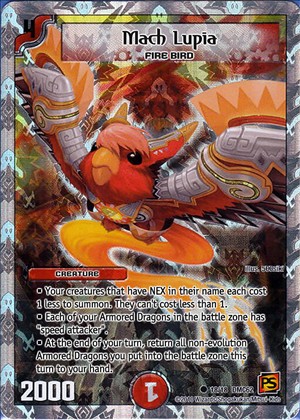 4
Mach Lupia
FIRE BIRD
CREATURE
• Your creatures that have NEX in their name each cost
1 less to summon. They can't cost less than 1.
• Each of your Armored Dragons in the battle zone has
"speed attacker".
• At the end of your turn, return all non-evolution
Armored Dragons you put into the battle zone this
turn to your hand.
2000
1
DMC62
PS